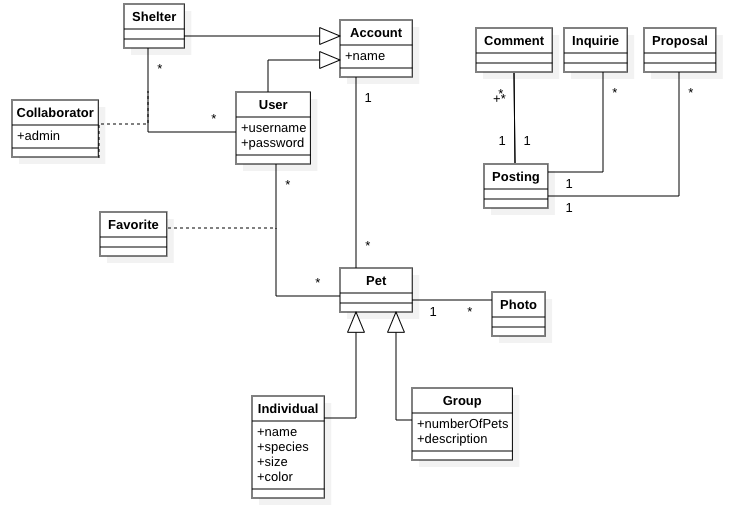 Shelter
Account
+name
Comment
Inquirie
Proposal
*
*
1
*
+*
*
*
Collaborator
+admin
User
+username
+password
1
1
Posting
1
1
*
Favorite
*
*
Pet
1
*
Photo
Individual
+name
+species
+size
+color
Group
+numberOfPets
+description